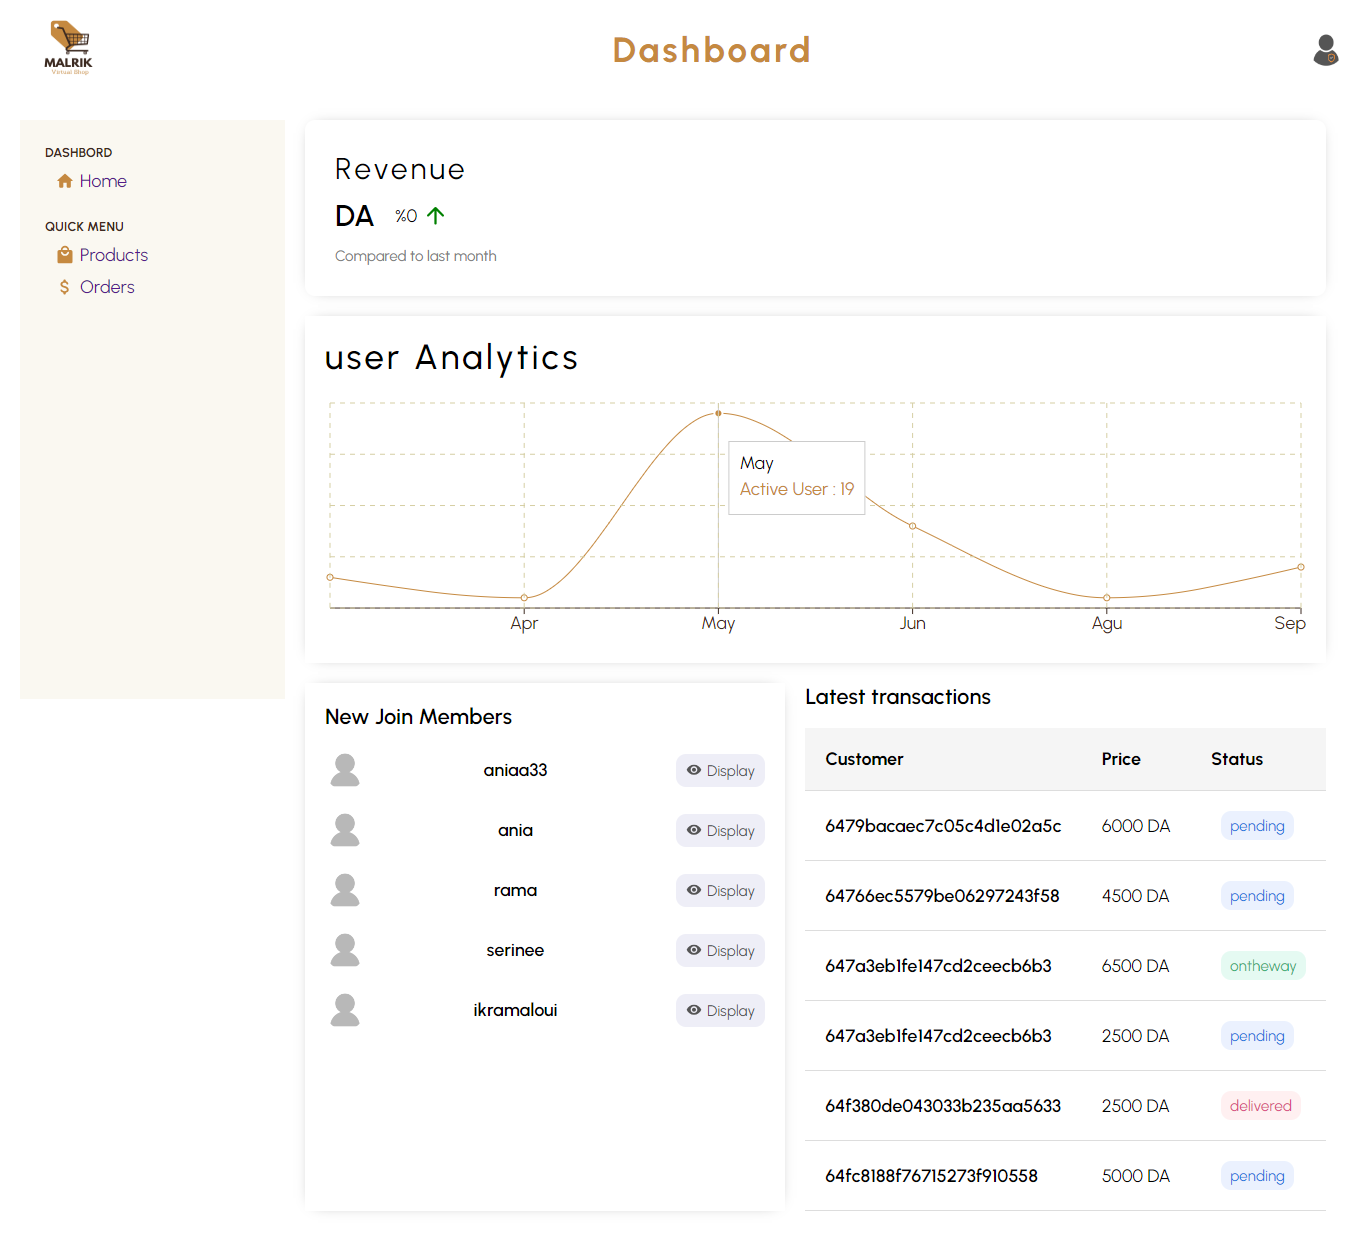 MALRIK
Virtual Shop
Dashboard
DASHBORD
Home
QUICK MENU
Products
Orders
Revenue
DA %0
Compared to last month
user Analytics
May
Active User : 19
Apr May Jun Agu Sep
New Join Members
aniaa33 Display
ania Display
rama Display
serinee Display
ikramaloui Display
Latest transactions
Customer Price Status
6479bacaec7c05c4d1e02a5c 6000 DA pending
64766ec5579be06297243f58 4500 DA pending
647a3eb1fe147cd2ceecb6b3 6500 DA ontheway
647a3eb1fe147cd2ceecb6b3 2500 DA pending
64f380de043033b235aa5633 2500 DA delivered
64fc8188f76715273f910558 5000 DA pending